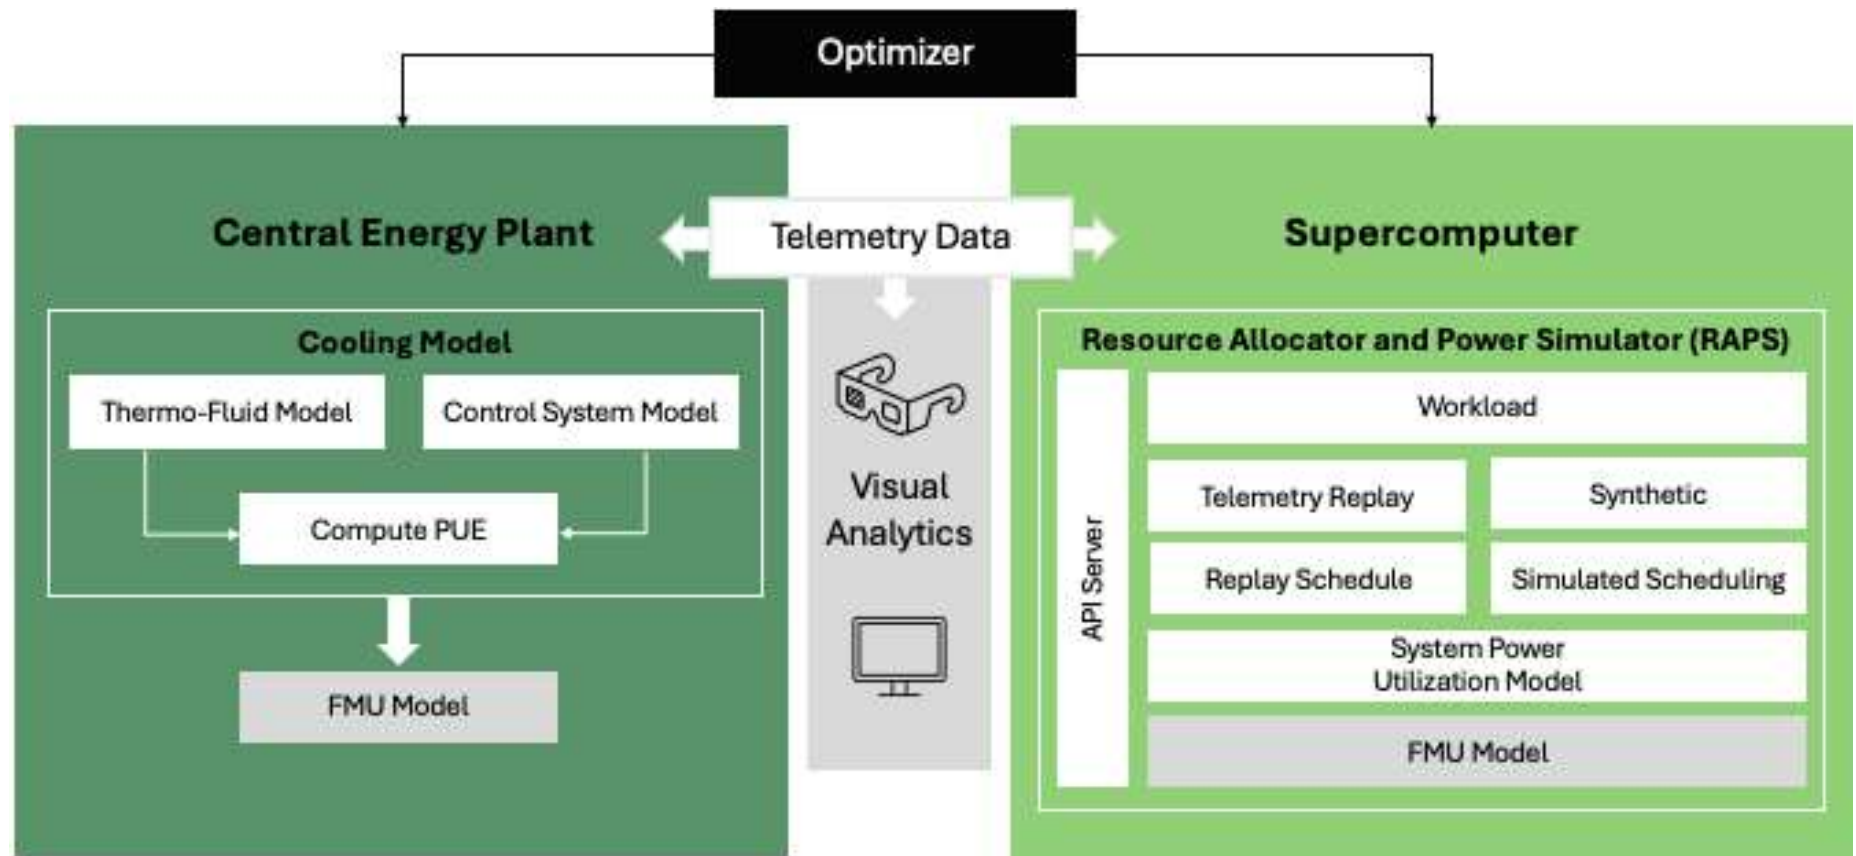 Optimizer
Central Energy Plant
Telemetry Data
Supercomputer
Cooling Model
Thermo-Fluid Model
Control System Model
Compute PUE
FMU Model
Visual
Analytics
Resource Allocator and Power Simulator (RAPS)
API Server
Workload
Telemetry Replay
Synthetic
Replay Schedule
Simulated Scheduling
System Power
Utilization Model
FMU Model